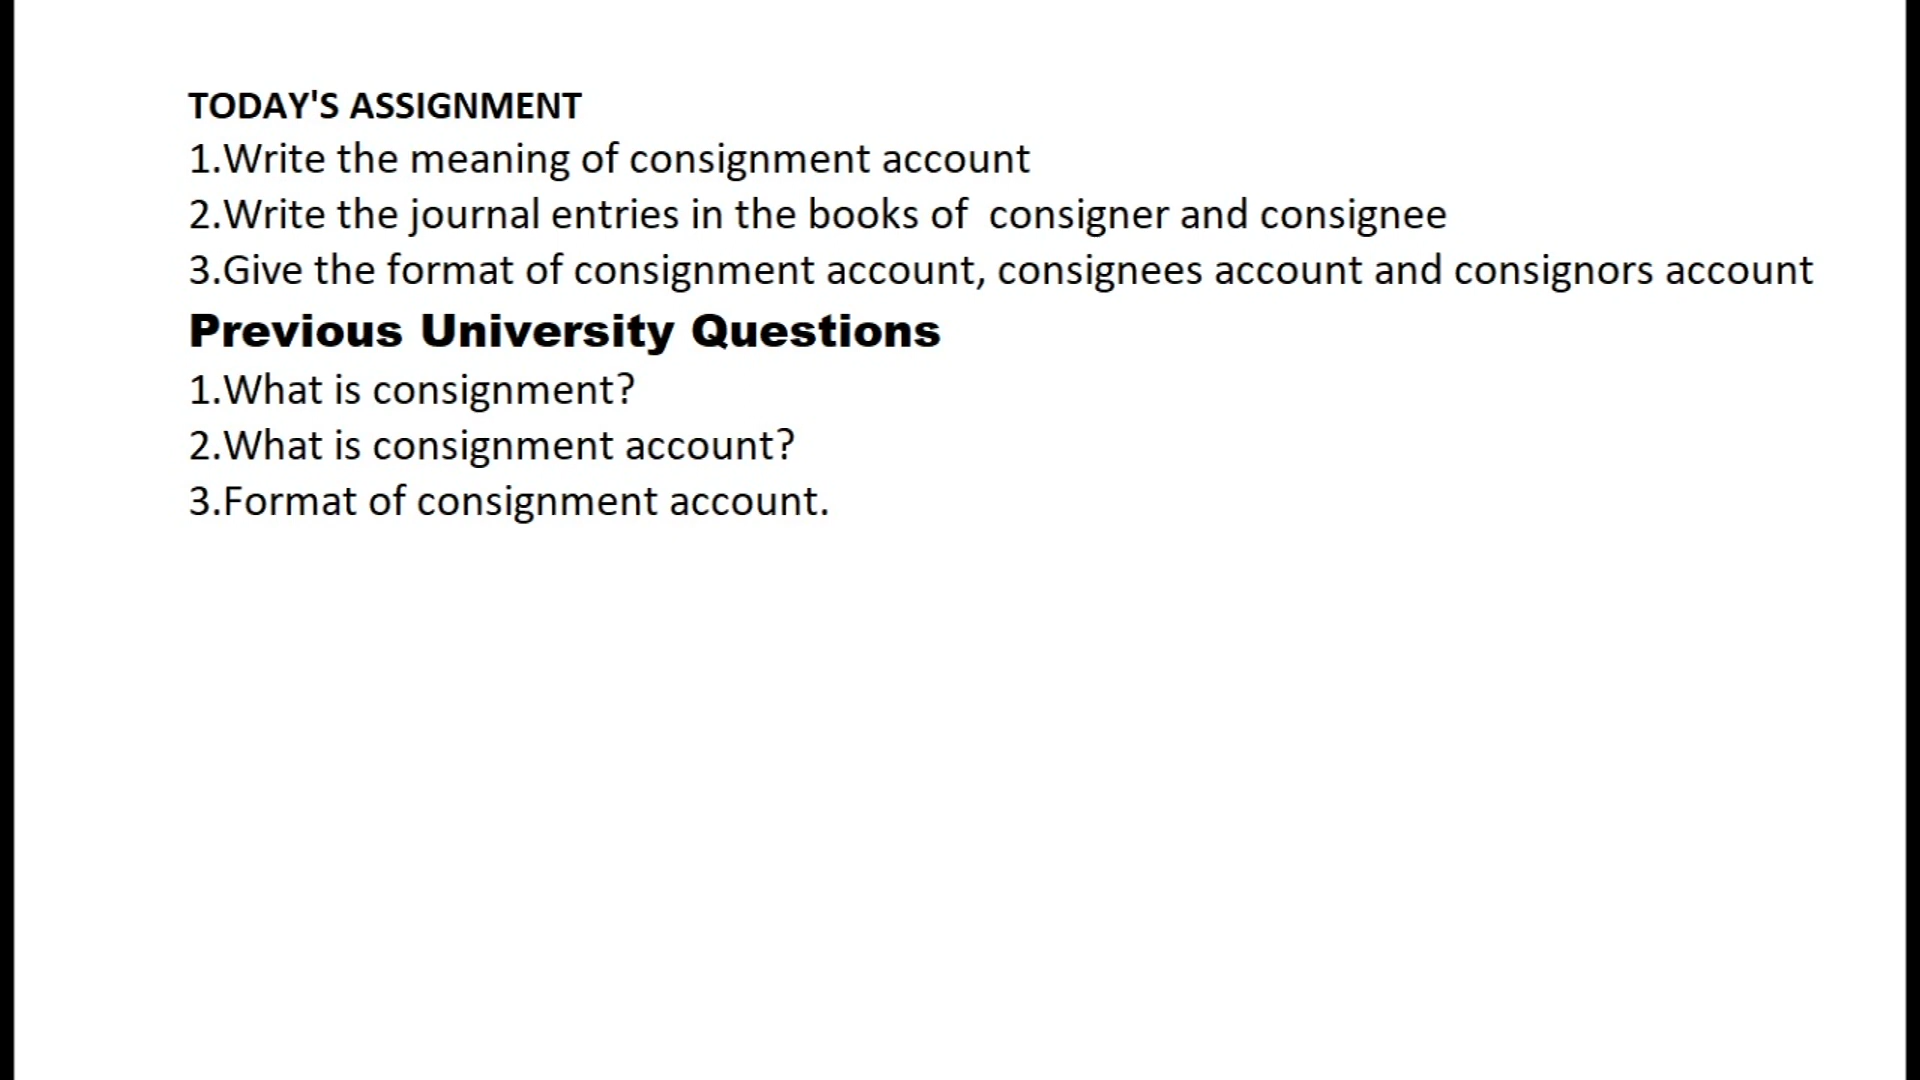 TODAY'S ASSIGNMENT
1.Write the meaning of consignment account
2.Write the journal entries in the books of  consigner and consignee
3.Give the format of consignment account, consignees account and consignors account
Previous University Questions
1.What is consignment?
2.What is consignment account?
3.Format of consignment account.